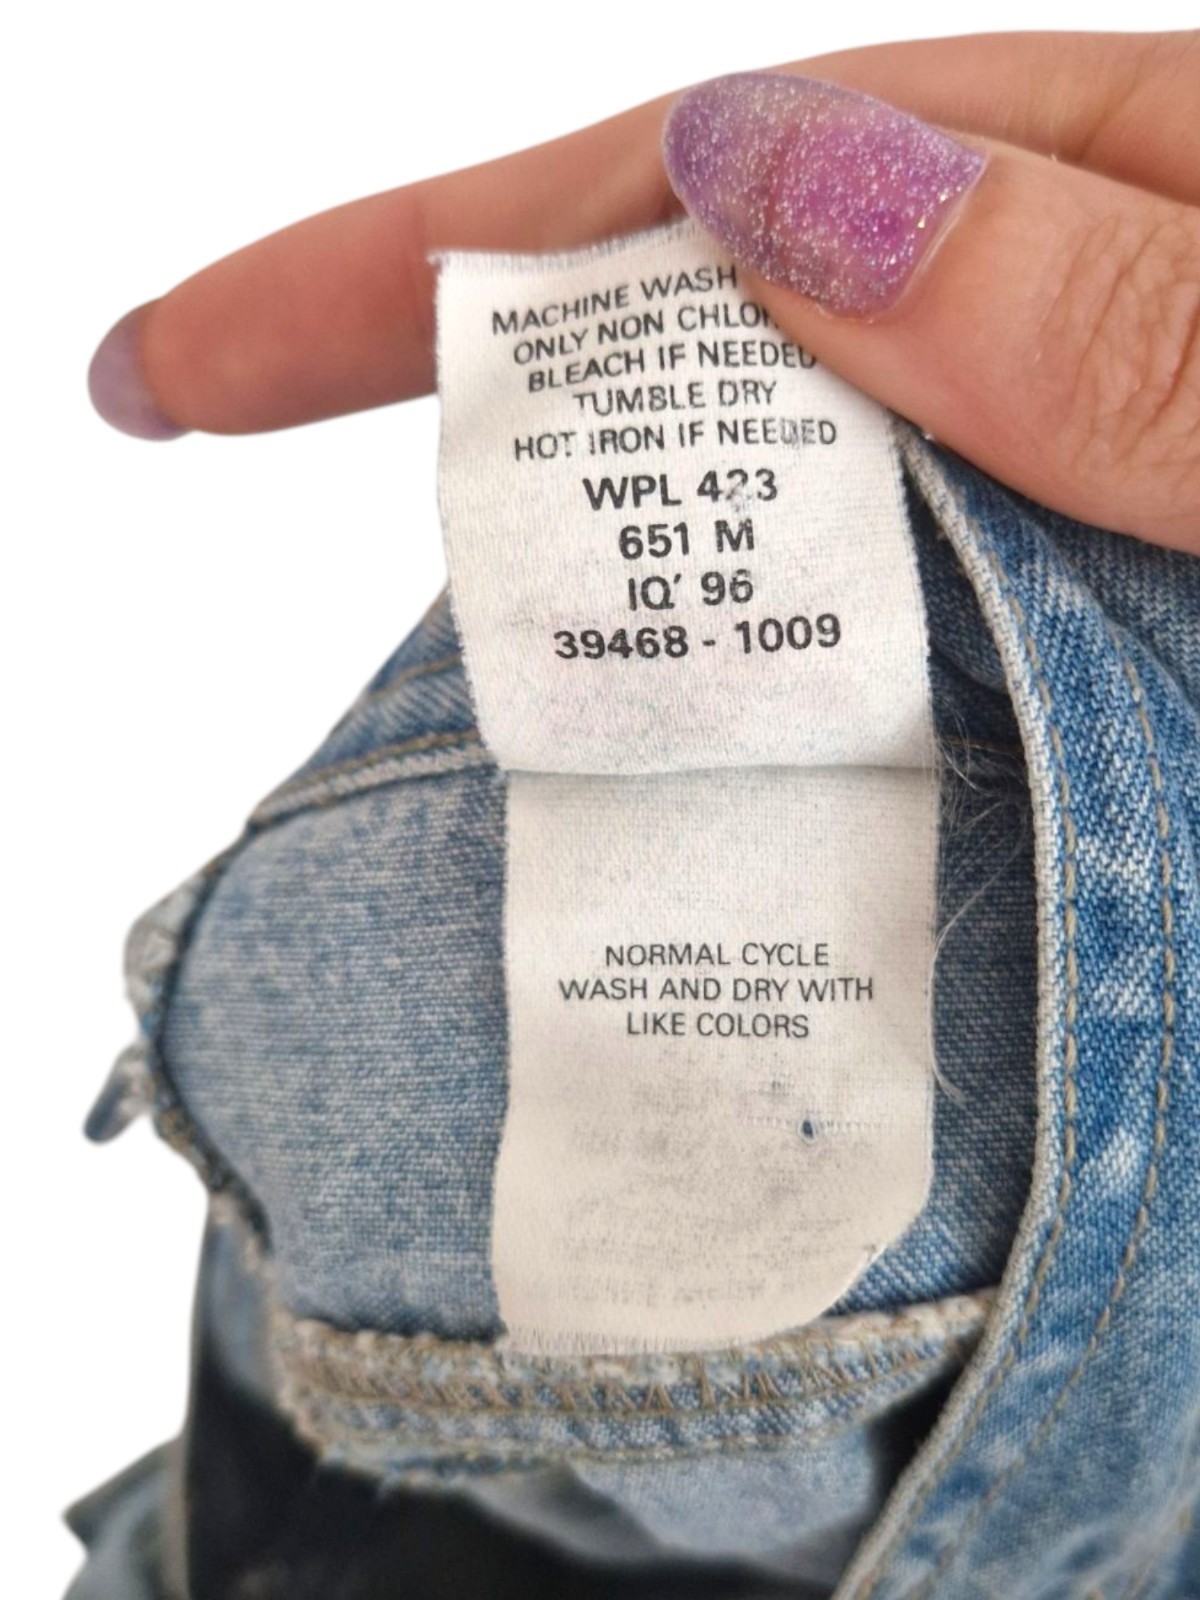 MACHINE WASH
ONLY NON CHLOR
BLEACH IF NEEDED
TUMBLE DRY
HOT IRON IF NEEDED
WPL 423
651 M
IQ' 96
39468 - 1009
NORMAL CYCLE
WASH AND DRY WITH
LIKE COLORS